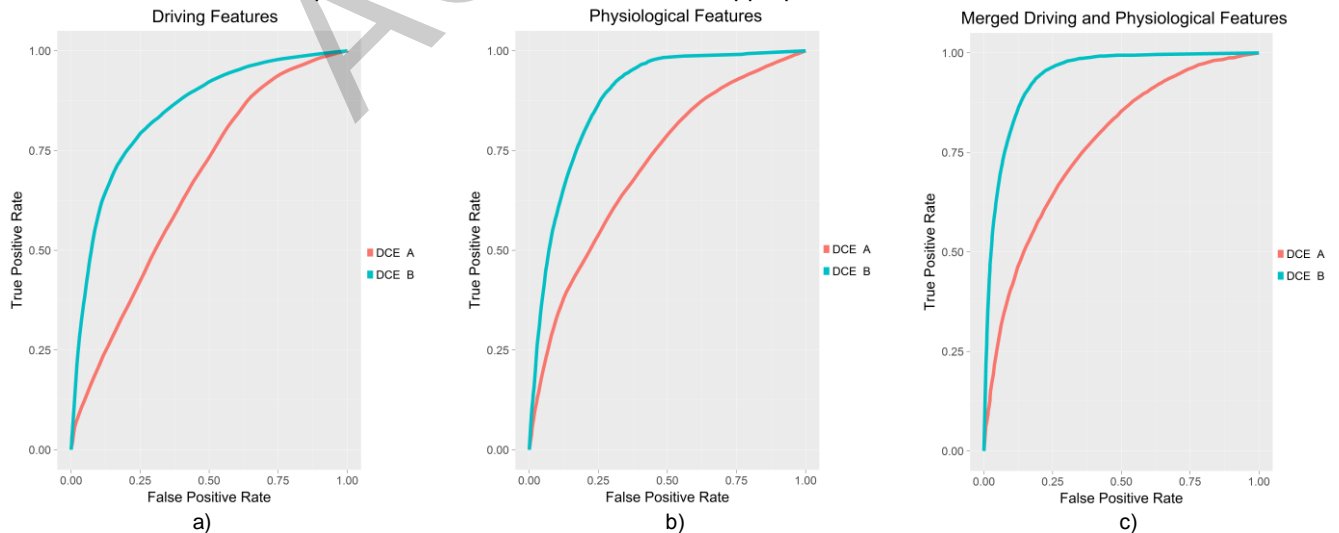 Driving Features
1.00
0.75
0.50
0.25
0.00
True Positive Rate
0.00 0.25 0.50 0.75 1.00
False Positive Rate
DCE A
DCE B
a)
Physiological Features
1.00
0.75
0.50
0.25
0.00
True Positive Rate
0.00 0.25 0.50 0.75 1.00
False Positive Rate
DCE A
DCE B
b)
Merged Driving and Physiological Features
1.00
0.75
0.50
0.25
0.00
True Positive Rate
0.00 0.25 0.50 0.75 1.00
False Positive Rate
DCE A
DCE B
c)